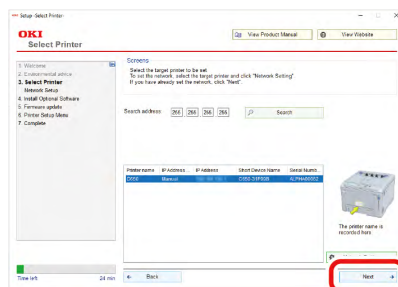 Setup -Select Printer-
OKI
Select Printer
View Product Manual
View Website
1. Welcome
2. Environmental advice
3. Select Printer
Network Setup
4. Install Optional Software
5. Firmware update
6. Printer Setup Menu
7. Complete
Screens
Select the target printer to be set
To set the network, select the target printer and click "Network Setting"
If you have already set the network, click "Next".
Search address
Search
Printer name
IP Address ...
IP Address
Short Device Name
Serial Numb...
C650
Manual
The printer name is
recorded here
Time left
24 min
Back
Next